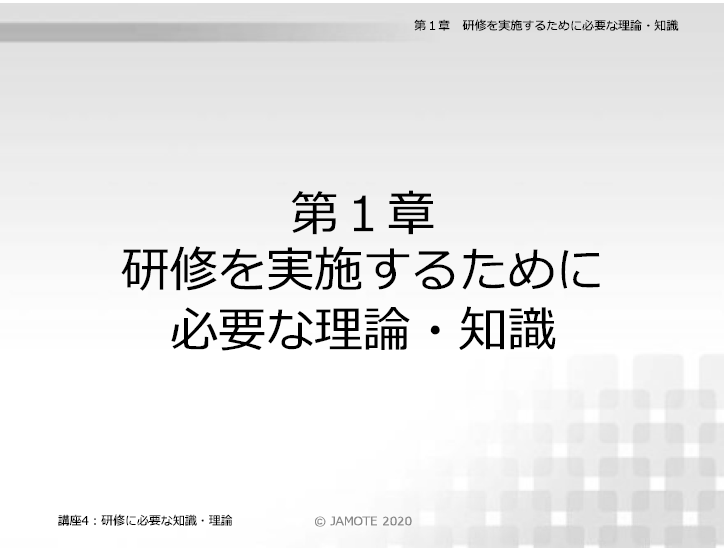 第１章　研修を実施するために必要な理論・知識
第１章
研修を実施するために
必要な理論・知識
講座4：研修に必要な知識・理論
© JAMOTE 2020